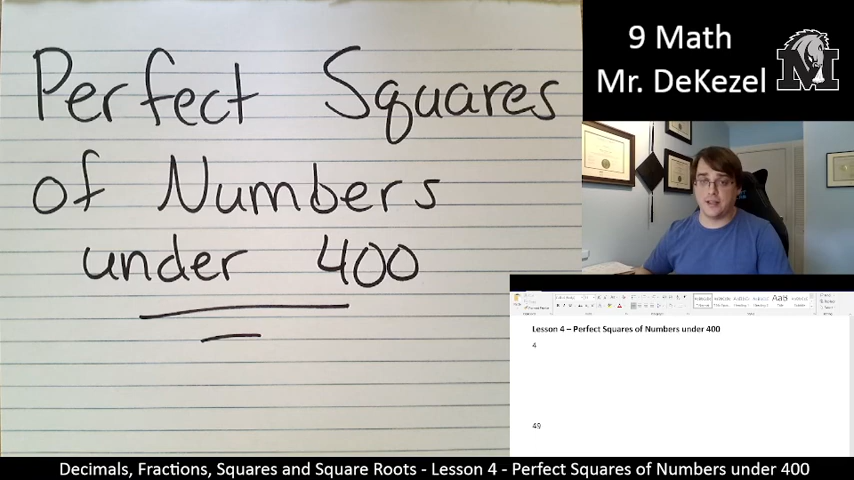 Perfect Squares
of Numbers
under 400
9 Math
Mr. DeKezel
M
Lesson 4 – Perfect Squares of Numbers under 400
4
49
Decimals, Fractions, Squares and Square Roots - Lesson 4 - Perfect Squares of Numbers under 400